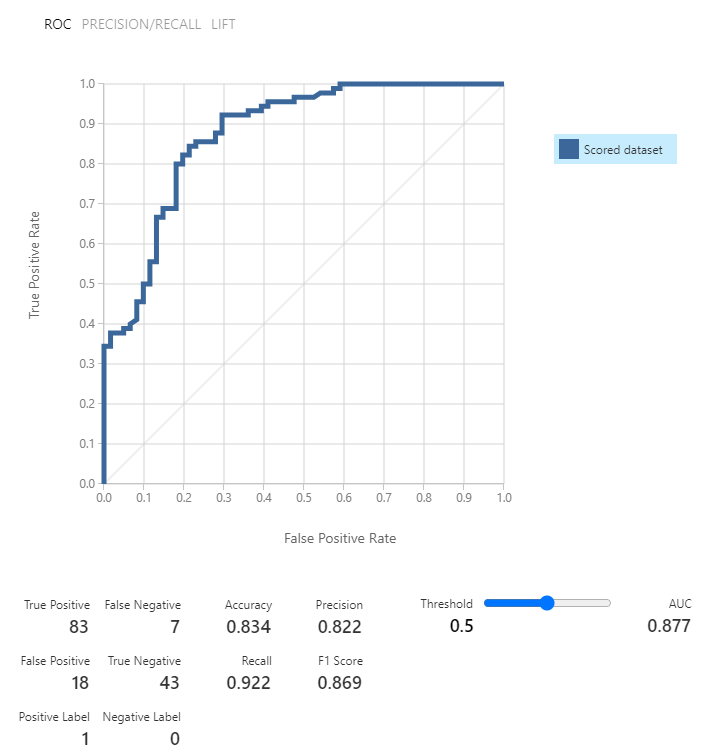 ROC PRECISION/RECALL LIFT
1.0
0.9
0.8
0.7
0.6
0.5
0.4
0.3
0.2
0.1
0.0
True Positive Rate
0.0 0.1 0.2 0.3 0.4 0.5 0.6 0.7 0.8 0.9 1.0
False Positive Rate
Scored dataset
True Positive False Negative Accuracy Precision Threshold AUC
83 7 0.834 0.822 0.5 0.877
False Positive True Negative Recall F1 Score
18 43 0.922 0.869
Positive Label Negative Label
1 0